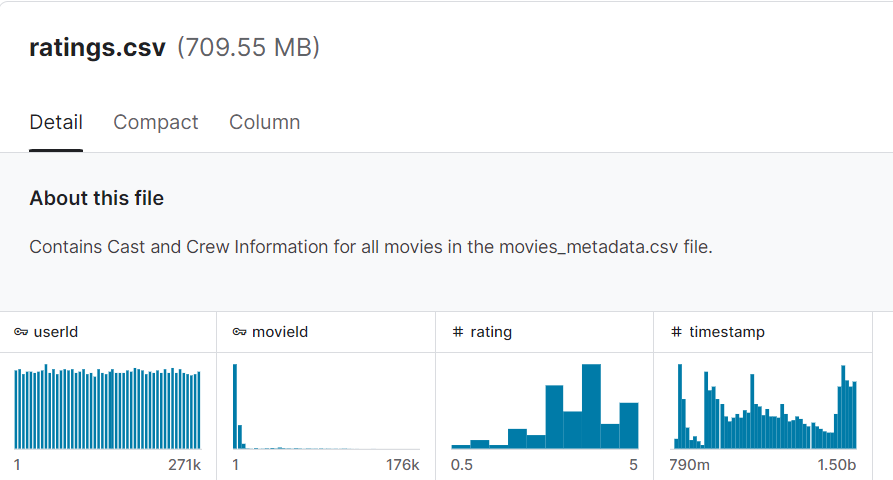 ratings.csv (709.55 MB)
Detail Compact Column
About this file
Contains Cast and Crew Information for all movies in the movies_metadata.csv file.
userId movieId # rating # timestamp
1 271k 1 176k 0.5 5 790m 1.50b